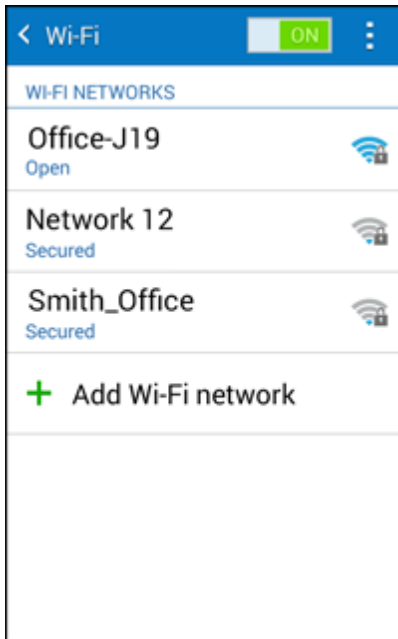 Wi-Fi ON
WI-FI NETWORKS
Office-J19
Open
Network 12
Secured
Smith_Office
Secured
+ Add Wi-Fi network